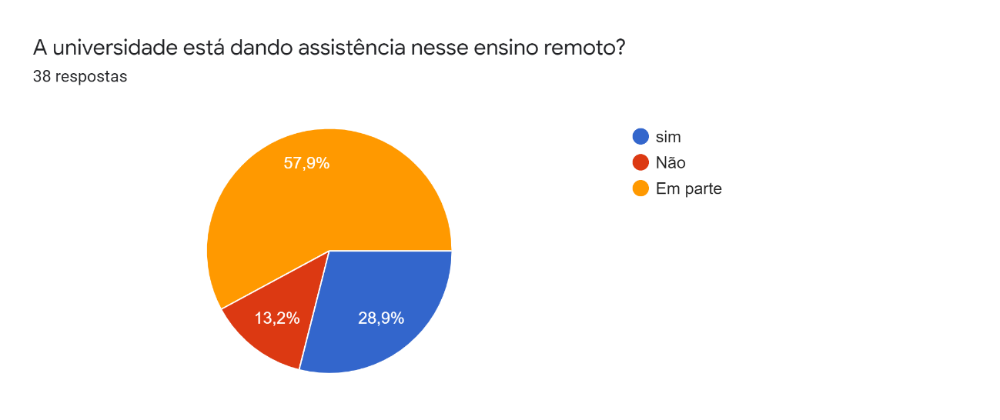 A universidade está dando assistência nesse ensino remoto?
38 respostas
57,9%
13,2%
28,9%
sim
Não
Em parte